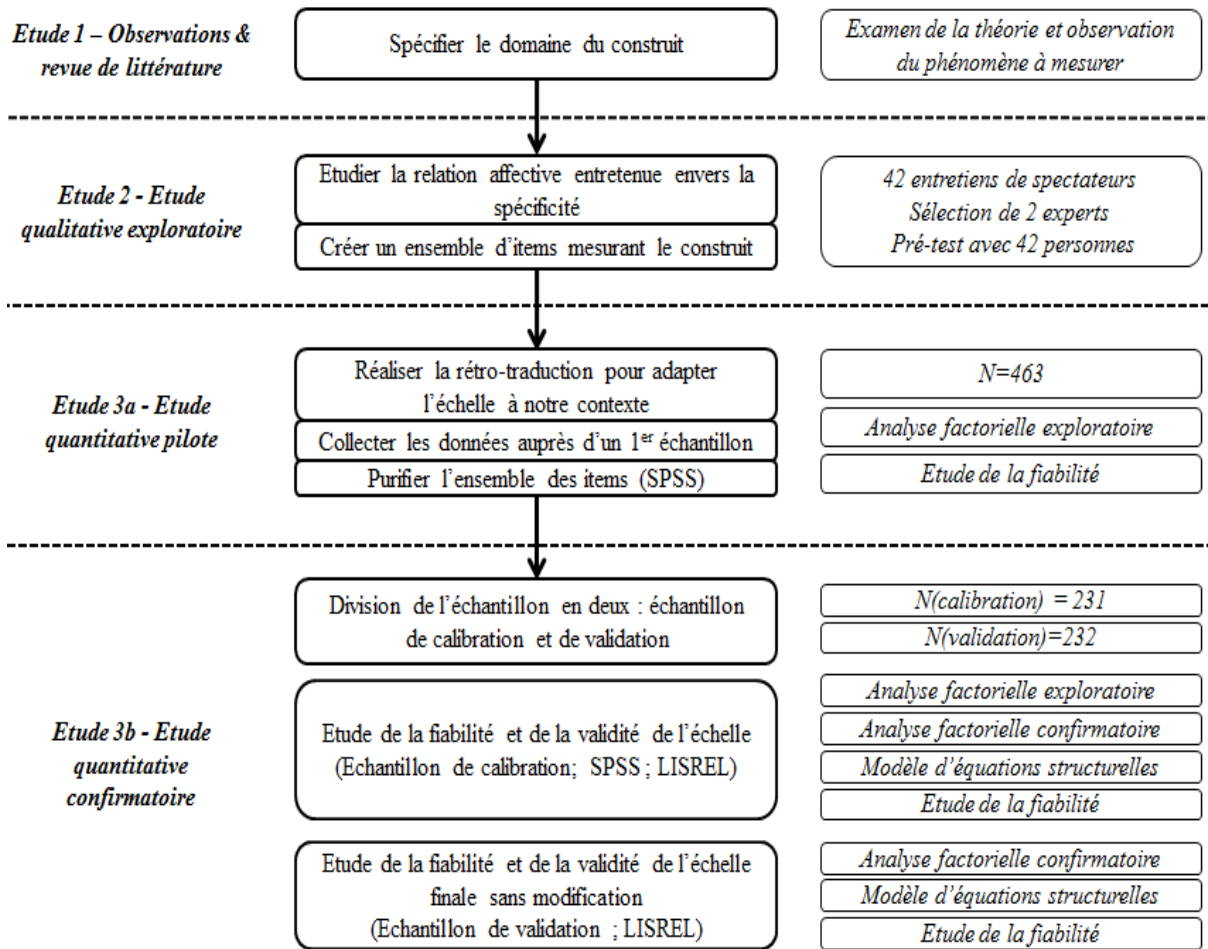 Etude 1 – Observations &
revue de littérature
Spécifier le domaine du construit
Examen de la théorie et observation
du phénomène à mesurer
Etude 2 - Etude
qualitative exploratoire
Etudier la relation affective entretenue envers la
spécificité
Créer un ensemble d'items mesurant le construit
42 entretiens de spectateurs
Sélection de 2 experts
Pré-test avec 42 personnes
Etude 3a - Etude
quantitative pilote
Réaliser la rétro-traduction pour adapter
l'échelle à notre contexte
Collecter les données auprès d'un 1er échantillon
Purifier l'ensemble des items (SPSS)
N=463
Analyse factorielle exploratoire
Etude de la fiabilité
Etude 3b - Etude
quantitative
confirmatoire
Division de l'échantillon en deux : échantillon
de calibration et de validation
N(calibration) = 231
N(validation)=232
Etude de la fiabilité et de la validité de l'échelle
(Echantillon de calibration; SPSS ; LISREL)
Analyse factorielle exploratoire
Analyse factorielle confirmatoire
Modèle d'équations structurelles
Etude de la fiabilité
Etude de la fiabilité et de la validité de l'échelle
finale sans modification
(Echantillon de validation ; LISREL)
Analyse factorielle confirmatoire
Modèle d'équations structurelles
Etude de la fiabilité